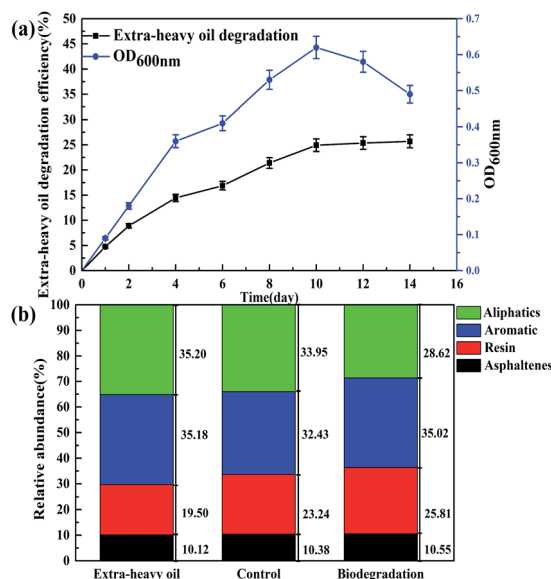 (a)
Extra-heavy oil degradation
OD600nm
Extra-heavy oil degradation efficiency(%)
50
45
40
35
30
25
20
15
10
5
0
0.7
0.6
0.5
0.4
0.3
0.2
0.1
0.0
OD600nm
0 2 4 6 8 10 12 14 16
Time(day)
(b)
Relative abundance(%)
100
90
80
70
60
50
40
30
20
10
0
Aliphatics
Aromatic
Resin
Asphaltenes
35.20 33.95 28.62
35.18 32.43 35.02
19.50 23.24 25.81
10.12 10.38 10.55
Extra-heavy oil Control Biodegradation